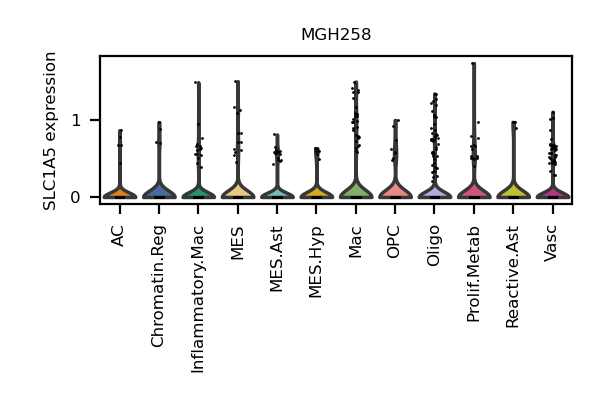 MGH258
SLC1A5 expression
1
0
AC
Chromatin.Reg
Inflammatory.Mac
MES
MES.Ast
MES.Hyp
Mac
OPC
Oligo
Prolif.Metab
Reactive.Ast
Vasc